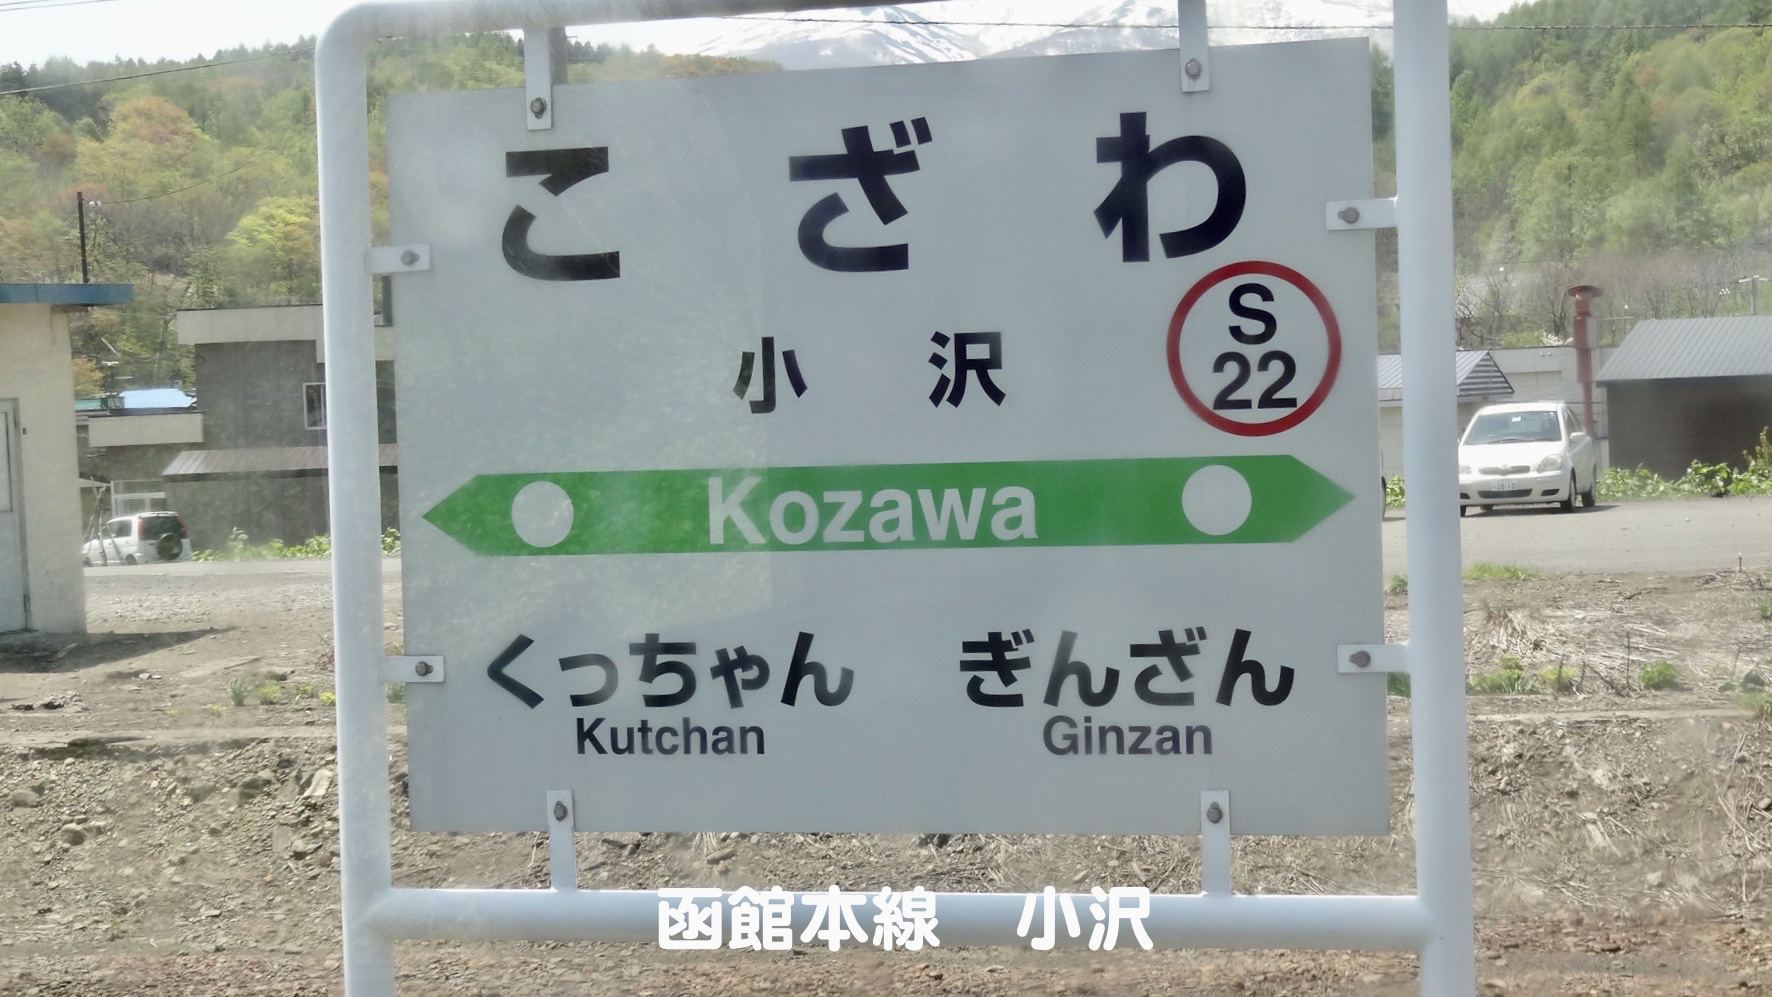 こざわ
小沢
S
22
Kozawa
くっちゃん ぎんざん
Kutchan Ginzan
函館本線 小沢